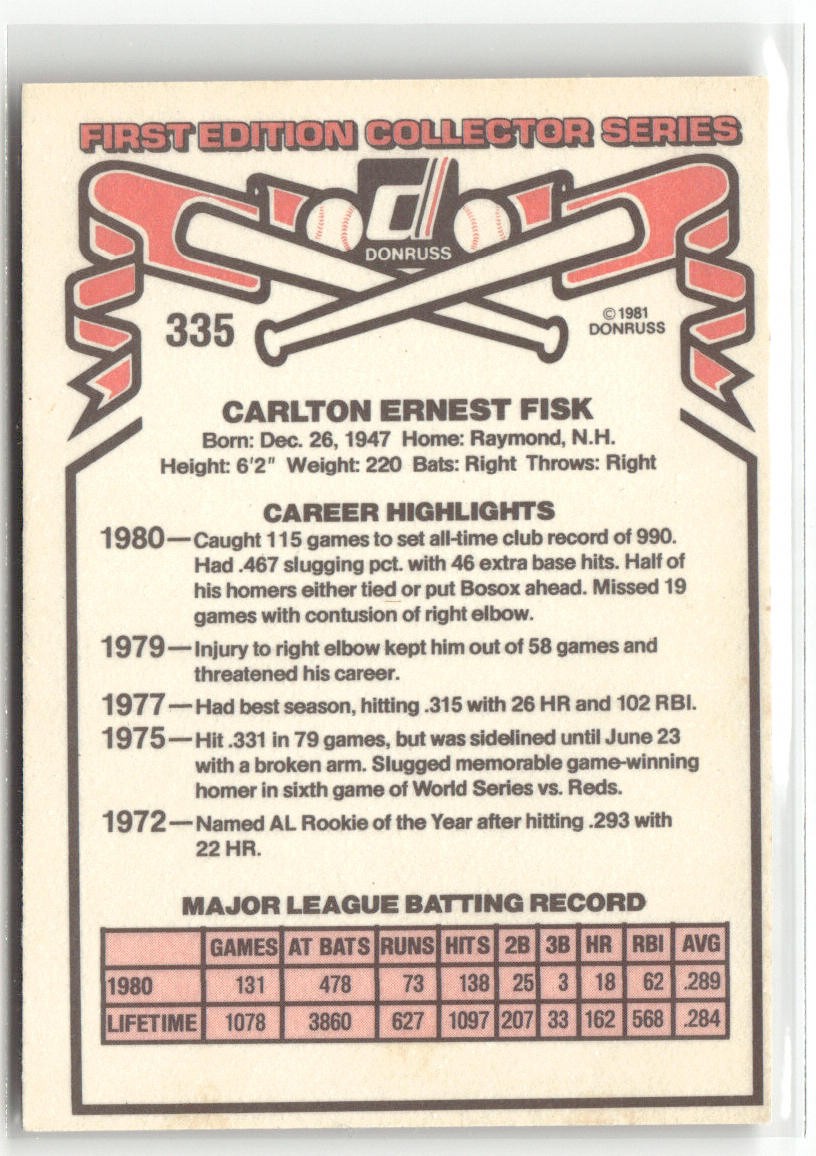 FIRST EDITION COLLECTOR SERIES
d
DONRUSS
335
©1981
DONRUSS
CARLTON ERNEST FISK
Born: Dec. 26, 1947 Home: Raymond, N.H.
Height: 6'2" Weight: 220 Bats: Right Throws: Right
CAREER HIGHLIGHTS
1980—Caught 115 games to set all-time club record of 990.
Had .467 slugging pct. with 46 extra base hits. Half of
his homers either tied or put Bosox ahead. Missed 19
games with contusion of right elbow.
1979—Injury to right elbow kept him out of 58 games and
threatened his career.
1977—Had best season, hitting .315 with 26 HR and 102 RBI.
1975—Hit .331 in 79 games, but was sidelined until June 23
with a broken arm. Slugged memorable game-winning
homer in sixth game of World Series vs. Reds.
1972—Named AL Rookie of the Year after hitting .293 with
22 HR.
MAJOR LEAGUE BATTING RECORD
GAMES AT BATS RUNS HITS 2B 3B HR RBI AVG
1980 131 478 73 138 25 3 18 62 .289
LIFETIME 1078 3860 627 1097 207 33 162 568 .284